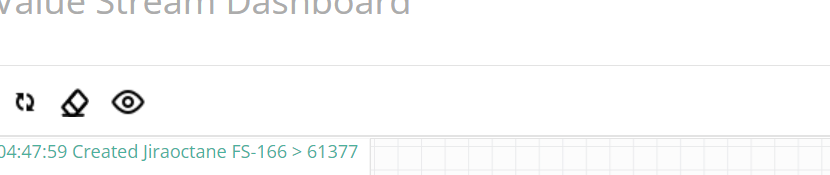 Value Stream Dashboard
04:47:59 Created Jiraoctane FS-166 > 61377